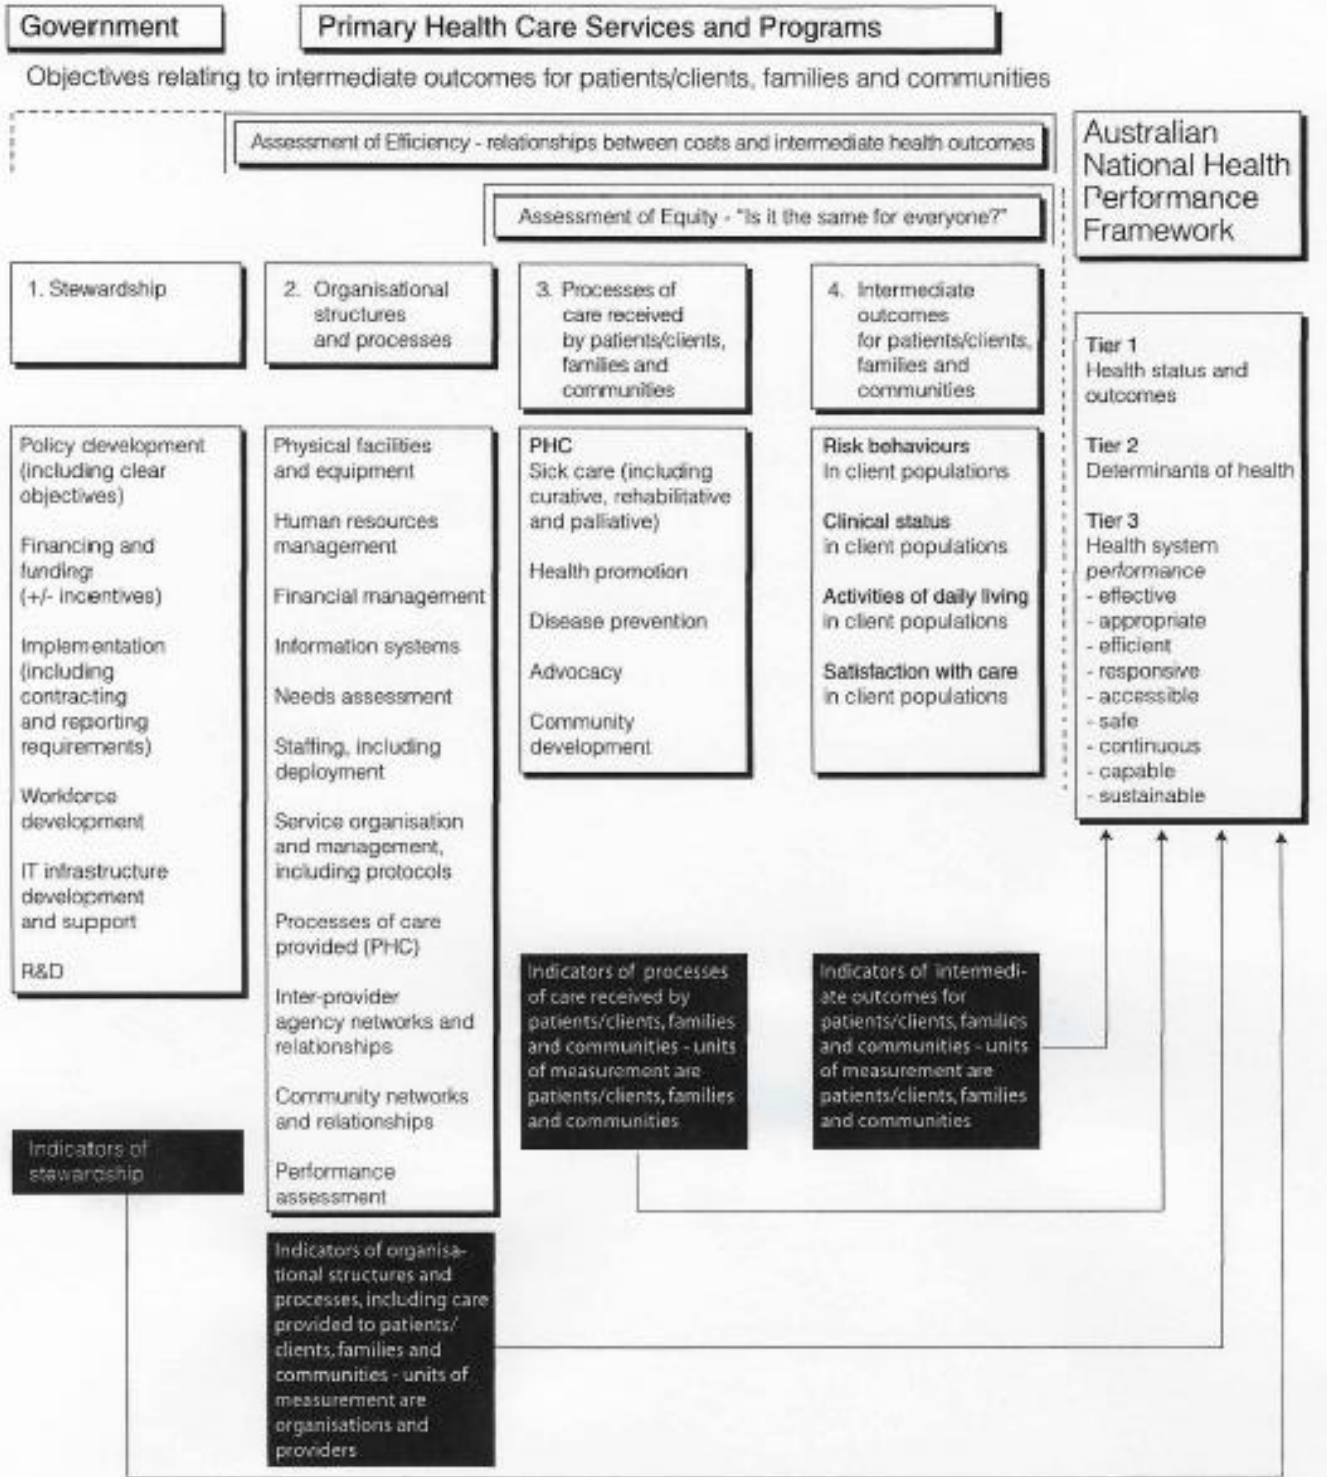 Government
Primary Health Care Services and Programs
Objectives relating to intermediate outcomes for patients/clients, families and communities
Assessment of Efficiency - relationships between costs and intermediate health outcomes
Assessment of Equity - "Is it the same for everyone?"
Australian
National Health
Performance
Framework
1. Stewardship
2. Organisational
structures
and processes
3. Processes of
care received
by patients/clients,
families and
communities
4. Intermediate
outcomes
for patients/clients,
families and
communities
Tier 1
Health status and
outcomes
Tier 2
Determinants of health
Tier 3
Health system
performance
- effective
- appropriate
- efficient
- responsive
- accessible
- safe
- continuous
- capable
- sustainable
Policy development
(including clear
objectives)
Financing and
funding
(+/- incentives)
Implementation
(including
contracting
and reporting
requirements)
Workforce
development
IT infrastructure
development
and support
R&D
Physical facilities
and equipment
Human resources
management
Financial management
Information systems
Needs assessment
Staffing, including
deployment
Service organisation
and management,
including protocols
Processes of care
provided (PHC)
Inter-provider
agency networks and
relationships
Community networks
and relationships
Performance
assessment
PHC
Sick care (including
curative, rehabilitative
and palliative)
Health promotion
Disease prevention
Advocacy
Community
development
Risk behaviours
In client populations
Clinical status
in client populations
Activities of daily living
in client populations
Satisfaction with care
in client populations
Indicators of
stewardship
Indicators of organisa-
tional structures and
processes, including care
provided to patients/
clients, families and
communities - units of
measurement are
organisations and
providers
Indicators of processes
of care received by
patients/clients, families
and communities - units
of measurement are
patients/clients, families
and communities
Indicators of intermedi-
ate outcomes for
patients/clients, families
and communities - units
of measurement are
patients/clients, families
and communities